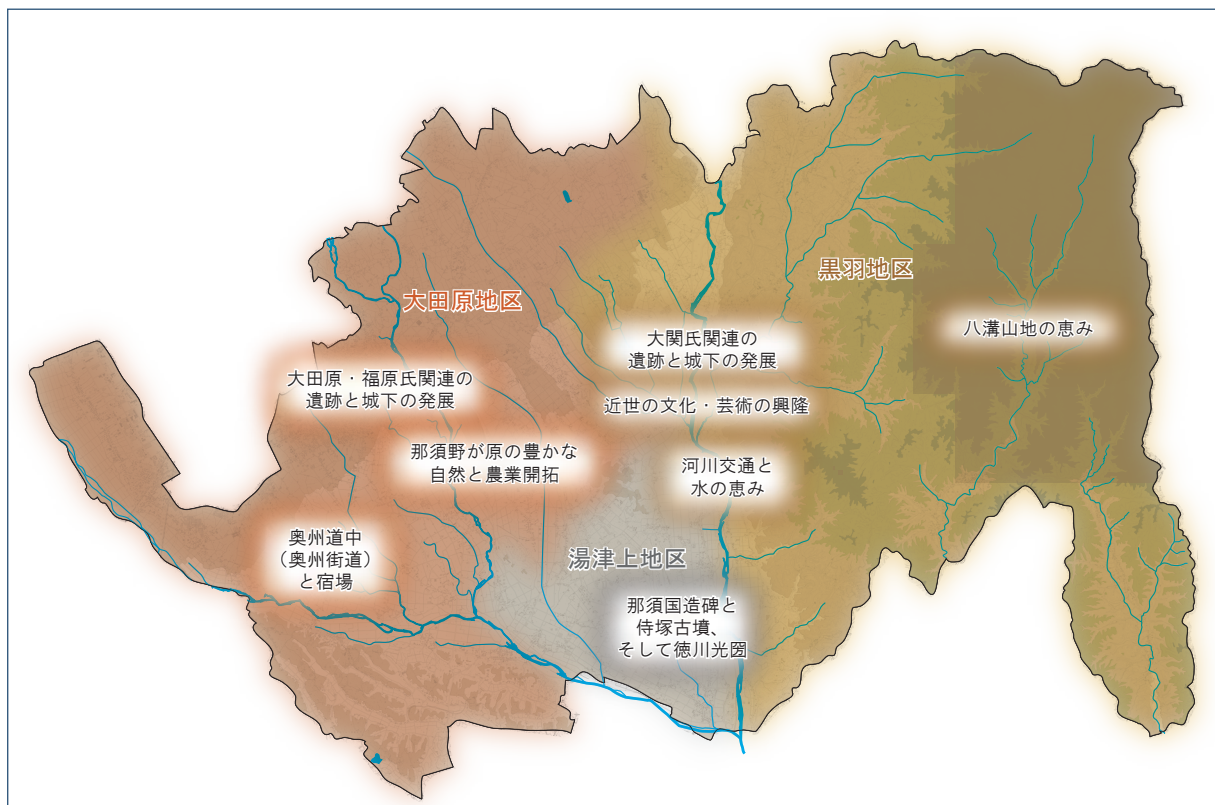 大田原地区
黒羽地区
大関氏関連の
遺跡と城下の発展
八溝山地の恵み
大田原・福原氏関連の
遺跡と城下の発展
近世の文化・芸術の興隆
那須野が原の豊かな
自然と農業開拓
河川交通と
水の恵み
奥州道中
（奥州街道）
と宿場
湯津上地区
那須国造碑と
侍塚古墳、
そして徳川光圀